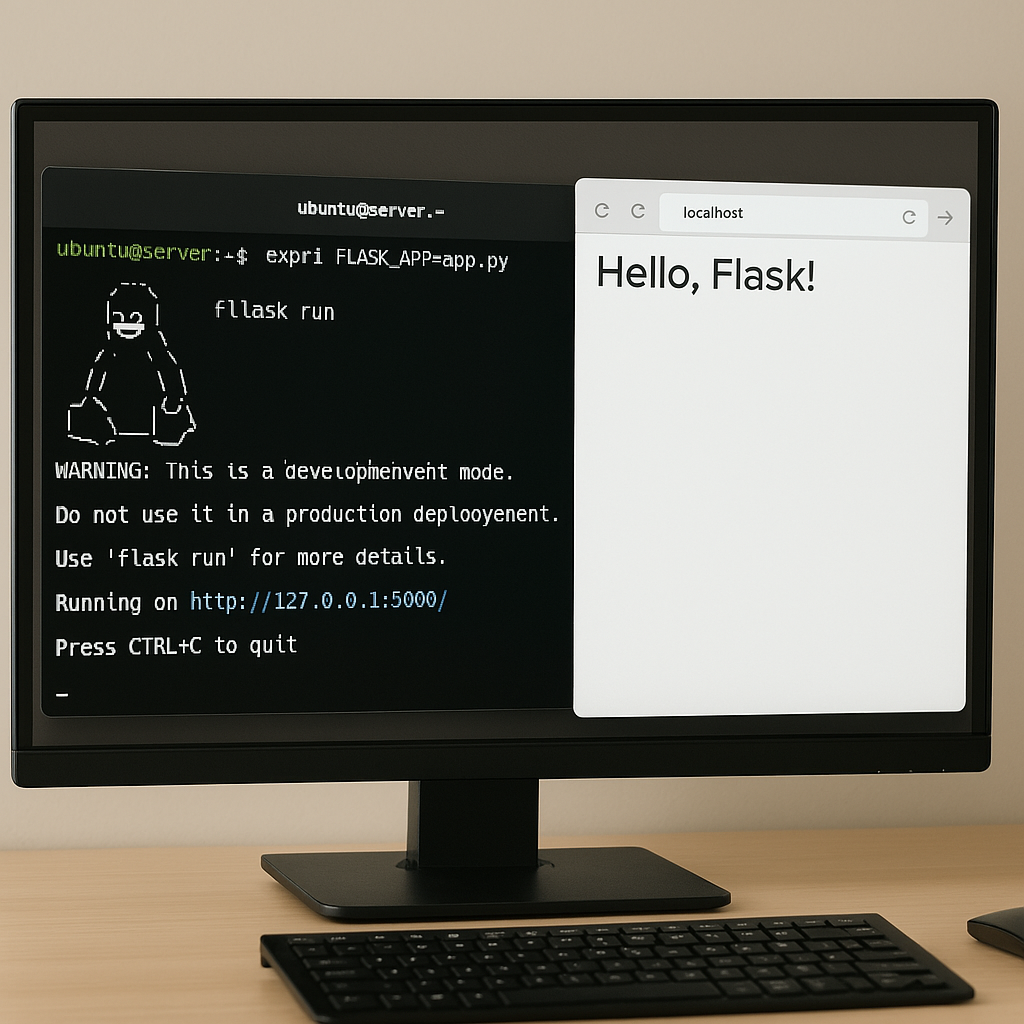 ubuntu@server.~
ubuntu@server:~$ expri FLASK_APP=app.py
fllask run
WARNING: This is a developmenvent mode.
Do not use it in a production deplooyenent.
Use 'flask run' for more details.
Running on http://127.0.0.1:5000/
Press CTRL+C to quit
localhost
Hello, Flask!